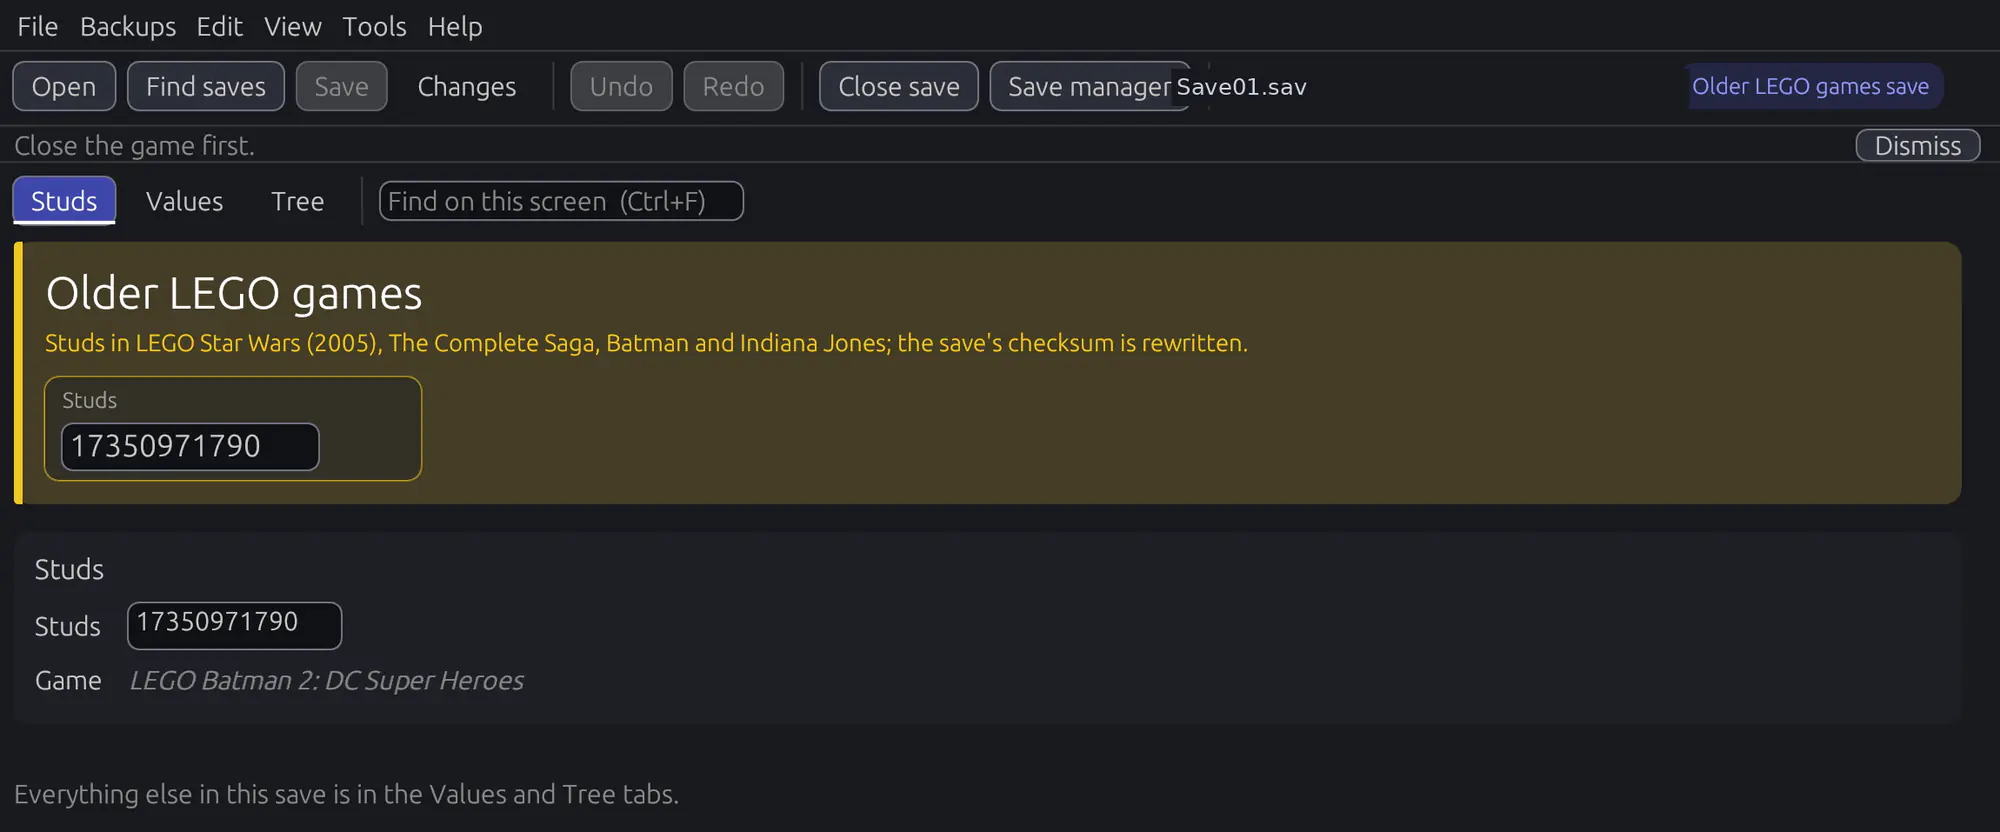 File Backups Edit View Tools Help
Open Find saves Save Changes Undo Redo Close save Save manager Save01.sav Older LEGO games save
Close the game first. Dismiss
Studs Values Tree Find on this screen (Ctrl+F)
Older LEGO games
Studs in LEGO Star Wars (2005), The Complete Saga, Batman and Indiana Jones; the save's checksum is rewritten.
Studs
17350971790
Studs
Studs 17350971790
Game LEGO Batman 2: DC Super Heroes
Everything else in this save is in the Values and Tree tabs.